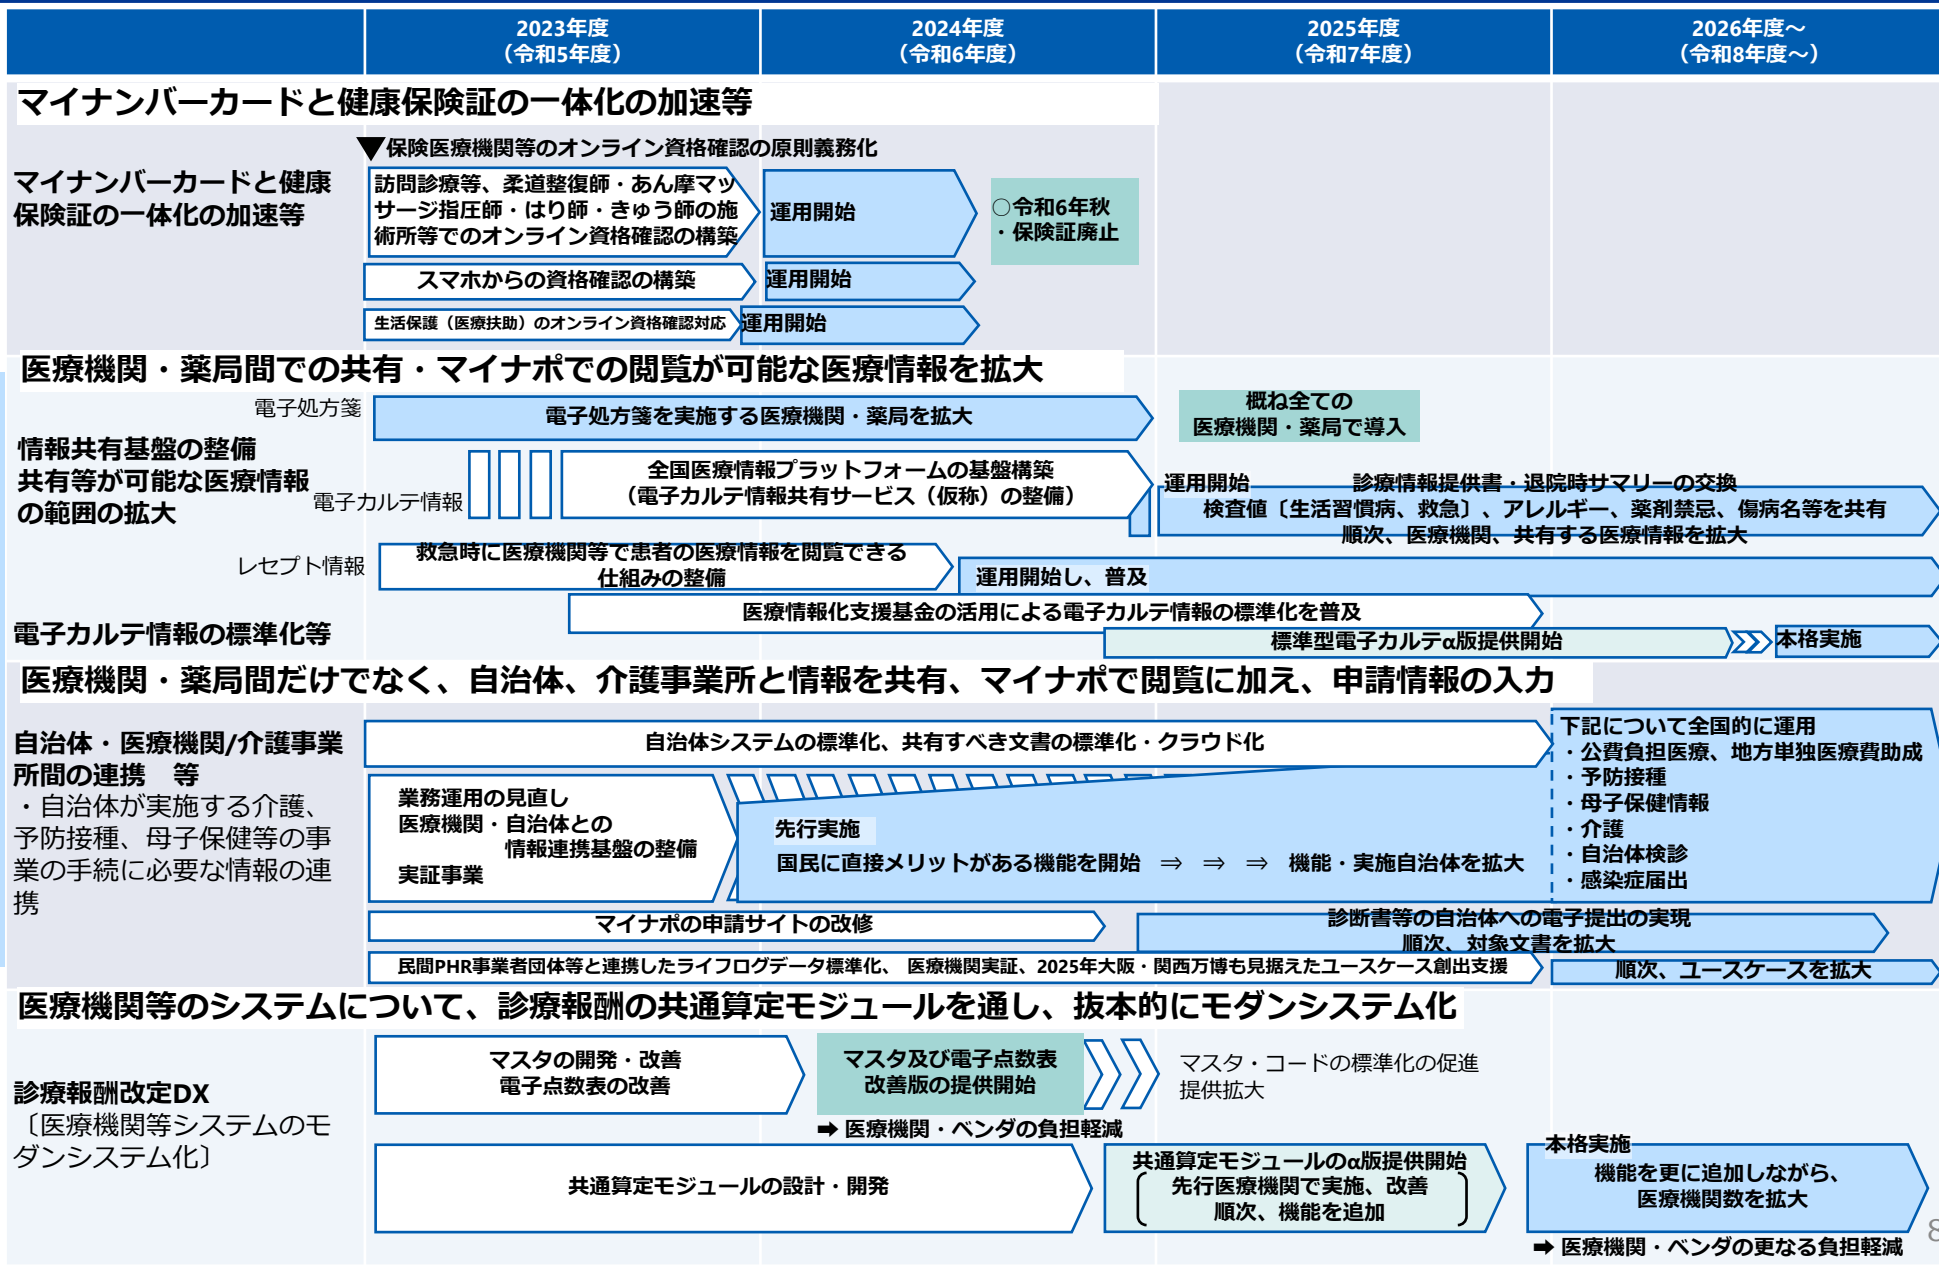 2023年度
（令和5年度）
2024年度
（令和6年度）
2025年度
（令和7年度）
2026年度～
（令和8年度～）
マイナンバーカードと健康保険証の一体化の加速等
マイナンバーカードと健康
保険証の一体化の加速等
▼保険医療機関等のオンライン資格確認の原則義務化
訪問診療等、柔道整復師・あん摩マッ
サージ指圧師・はり師・きゅう師の施
術所等でのオンライン資格確認の構築
運用開始
○令和6年秋
・保険証廃止
スマホからの資格確認の構築
運用開始
生活保護（医療扶助）のオンライン資格確認対応
運用開始
医療機関・薬局間での共有・マイナポでの閲覧が可能な医療情報を拡大
電子処方箋
電子処方箋を実施する医療機関・薬局を拡大
概ね全ての
医療機関・薬局で導入
情報共有基盤の整備
共有等が可能な医療情報
の範囲の拡大
電子カルテ情報
全国医療情報プラットフォームの基盤構築
（電子カルテ情報共有サービス（仮称）の整備）
運用開始
診療情報提供書・退院時サマリーの交換
検査値〔生活習慣病、救急〕、アレルギー、薬剤禁忌、傷病名等を共有
順次、医療機関、共有する医療情報を拡大
レセプト情報
救急時に医療機関等で患者の医療情報を閲覧できる
仕組みの整備
運用開始し、普及
電子カルテ情報の標準化等
医療情報化支援基金の活用による電子カルテ情報の標準化を普及
標準型電子カルテα版提供開始
本格実施
医療機関・薬局間だけでなく、自治体、介護事業所と情報を共有、マイナポで閲覧に加え、申請情報の入力
自治体・医療機関/介護事業
所間の連携　等
・自治体が実施する介護、
予防接種、母子保健等の事
業の手続に必要な情報の連
携
自治体システムの標準化、共有すべき文書の標準化・クラウド化
業務運用の見直し
医療機関・自治体との
情報連携基盤の整備
実証事業
先行実施
国民に直接メリットがある機能を開始　⇒　⇒　⇒　機能・実施自治体を拡大
下記について全国的に運用
・公費負担医療、地方単独医療費助成
・予防接種
・母子保健情報
・介護
・自治体検診
・感染症届出
マイナポの申請サイトの改修
診断書等の自治体への電子提出の実現
順次、対象文書を拡大
民間PHR事業者団体等と連携したライフログデータ標準化、 医療機関実証、2025年大阪・関西万博も見据えたユースケース創出支援
順次、ユースケースを拡大
医療機関等のシステムについて、診療報酬の共通算定モジュールを通し、抜本的にモダンシステム化
診療報酬改定DX
〔医療機関等システムのモ
ダンシステム化〕
マスタの開発・改善
電子点数表の改善
マスタ及び電子点数表
改善版の提供開始
マスタ・コードの標準化の促進
提供拡大
➡ 医療機関・ベンダの負担軽減
共通算定モジュールの設計・開発
共通算定モジュールのα版提供開始
先行医療機関で実施、改善
順次、機能を追加
本格実施
機能を更に追加しながら、
医療機関数を拡大
➡ 医療機関・ベンダの更なる負担軽減
8